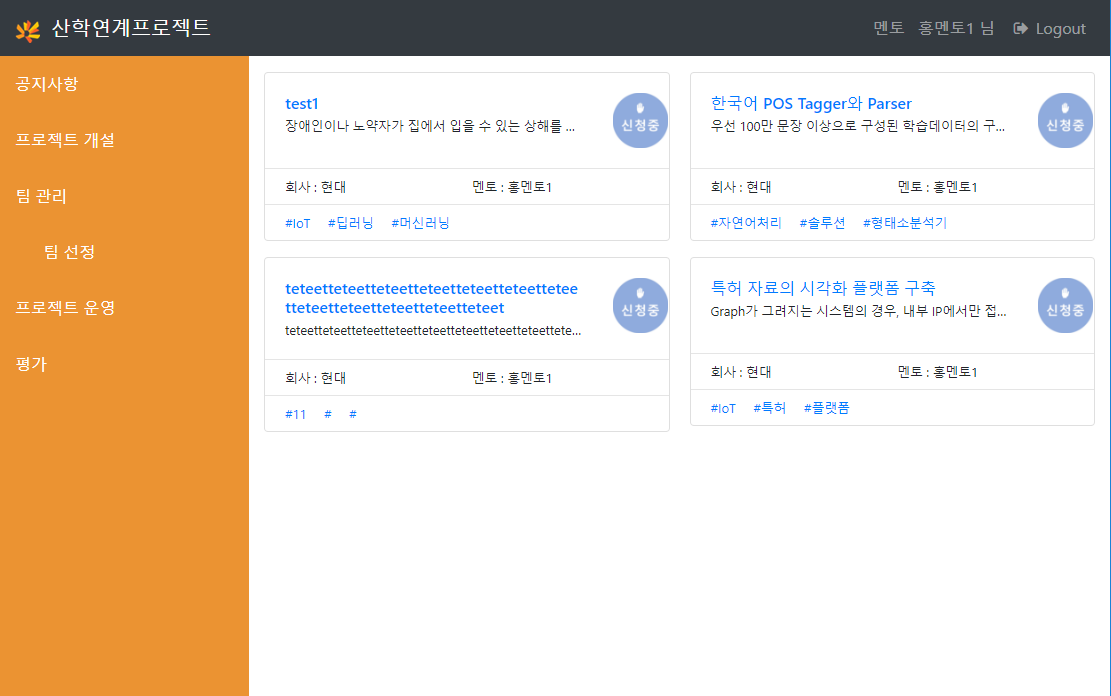 산학연계프로젝트
멘토 홍멘토1 님 Logout
공지사항
프로젝트 개설
팀 관리
팀 선정
프로젝트 운영
평가
test1
장애인이나 노약자가 집에서 입을 수 있는 상해를 ...
신청중
회사 : 현대 멘토 : 홍멘토1
#IoT #딥러닝 #머신러닝
한국어 POS Tagger와 Parser
우선 100만 문장 이상으로 구성된 학습데이터의 구...
신청중
회사 : 현대 멘토 : 홍멘토1
#자연어처리 #솔루션 #형태소분석기
teteetteteetteteetteteetteteetteteetteteetteteetee
tteteetteteetteteetteteetteteet
teteetteteetteteetteteetteteetteteetteteetteteettete...
신청중
회사 : 현대 멘토 : 홍멘토1
#11 # #
특허 자료의 시각화 플랫폼 구축
Graph가 그려지는 시스템의 경우, 내부 IP에서만 접...
신청중
회사 : 현대 멘토 : 홍멘토1
#IoT #특허 #플랫폼